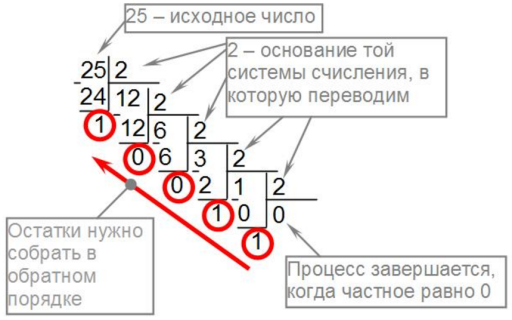 25 – исходное число
2 – основание той
системы счисления, в
которую переводим
25 2
24 12 2
1 12 6 2
0 6 3 2
0 2 1 2
1 0 0
1
Остатки нужно
собрать в
обратном
порядке
Процесс завершается,
когда частное равно 0